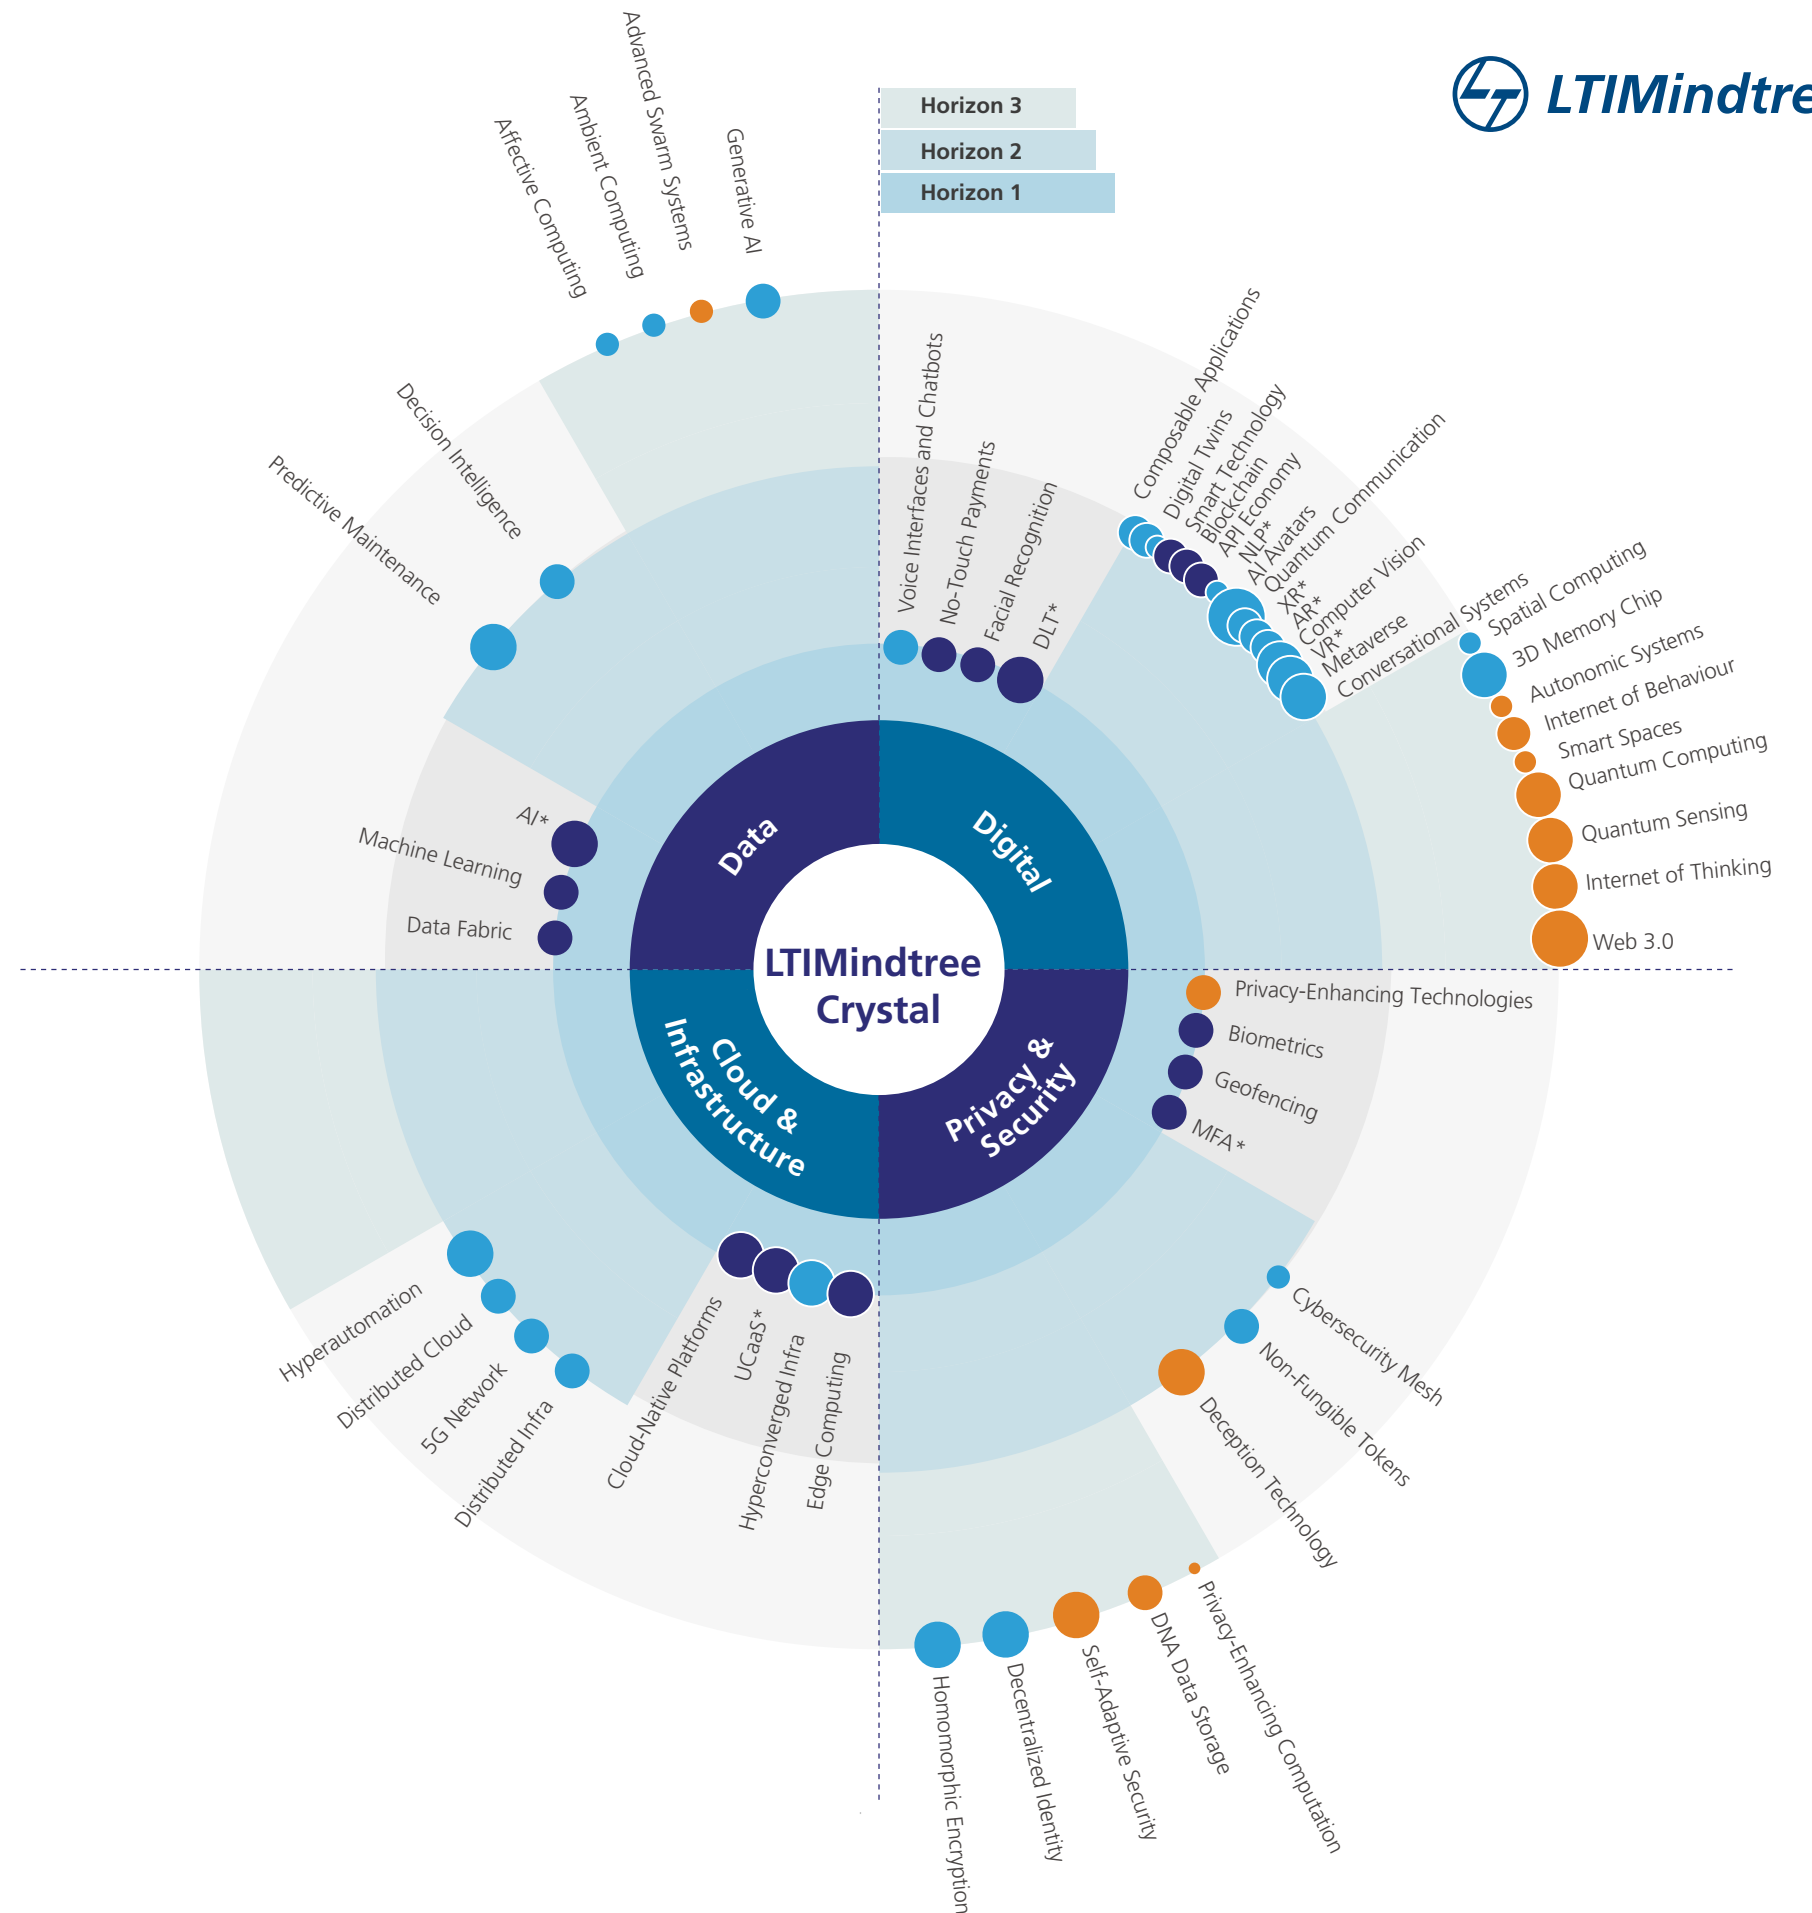 LTIMindtre
Horizon 3
Horizon 2
Horizon 1
Affective Computing
Ambient Computing
Advanced Swarm Systems
Generative AI
Decision Intelligence
Predictive Maintenance
AI*
Machine Learning
Data Fabric
Voice Interfaces and Chatbots
No-Touch Payments
Facial Recognition
DLT*
Composable Applications
Digital Twins
Smart Technology
Blockchain
API Economy
NLP*
AI Avatars
Quantum Communication
XR*
AR*
Computer Vision
VR*
Metaverse
Conversational Systems
Spatial Computing
3D Memory Chip
Autonomic Systems
Internet of Behaviour
Smart Spaces
Quantum Computing
Quantum Sensing
Internet of Thinking
Web 3.0
Data
Digital
LTIMindtree
Crystal
Cloud &
Infrastructure
Privacy &
Security
Privacy-Enhancing Technologies
Biometrics
Geofencing
MFA*
Cybersecurity Mesh
Non-Fungible Tokens
Deception Technology
Privacy-Enhancing Computation
DNA Data Storage
Self-Adaptive Security
Decentralized Identity
Homomorphic Encryption
Hyperautomation
Distributed Cloud
5G Network
Distributed Infra
Cloud-Native Platforms
UCaaS*
Hyperconverged Infra
Edge Computing